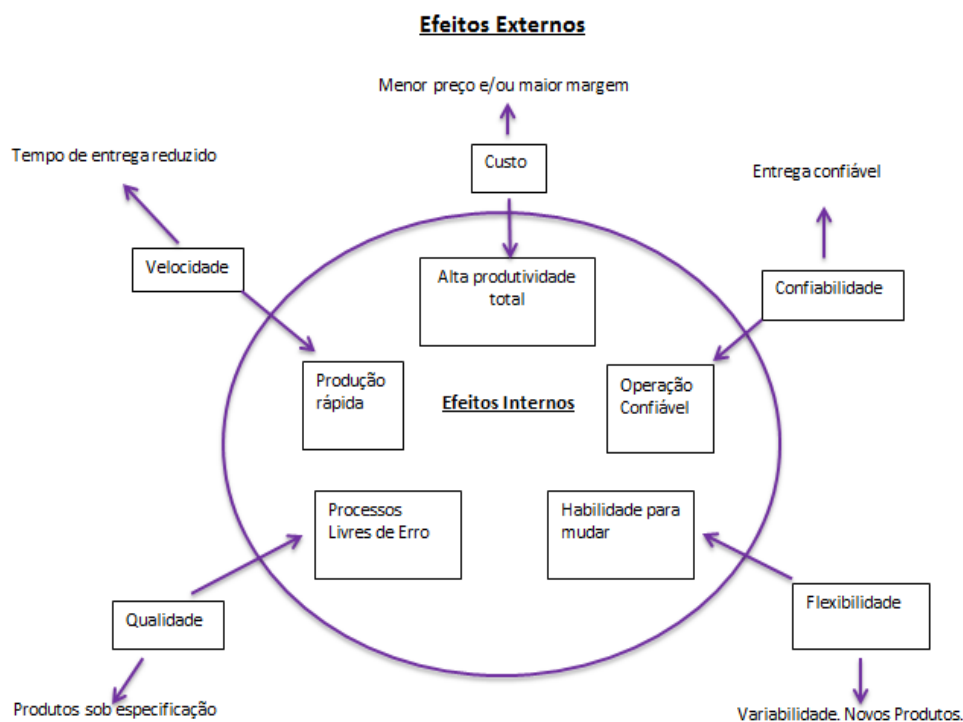 Efeitos Externos
Menor preço e/ou maior margem
Tempo de entrega reduzido
Custo
Entrega confiável
Velocidade
Alta produtividade
total
Confiabilidade
Produção
rápida
Efeitos Internos
Operação
Confiável
Processos
Livres de Erro
Habilidade para
mudar
Qualidade
Flexibilidade
Produtos sob especificação
Variabilidade. Novos Produtos.